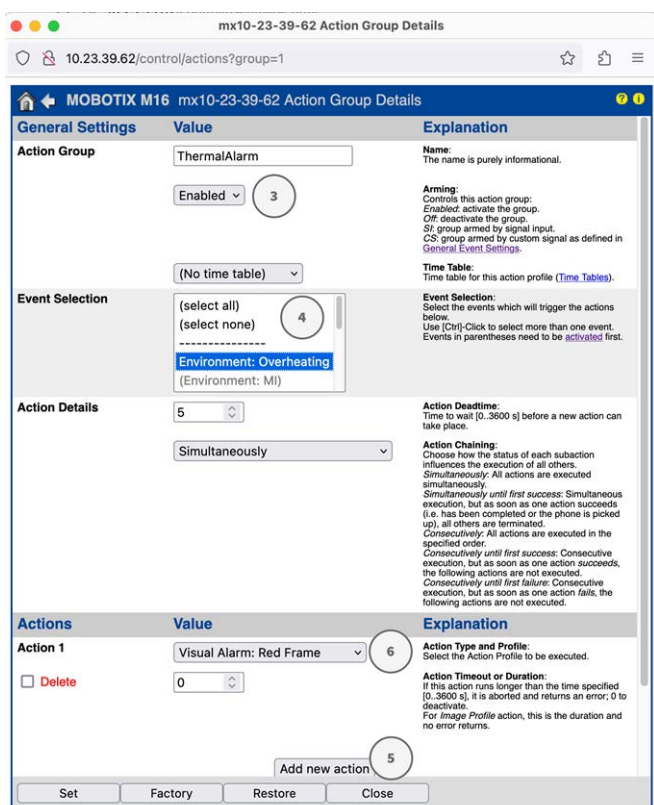 mx10-23-39-62 Action Group Details
10.23.39.62/control/actions?group=1
MOBOTIX M16 mx10-23-39-62 Action Group Details
General Settings Value Explanation
Action Group
ThermalAlarm
Name:
The name is purely informational.
Enabled
3
Arming:
Controls this action group:
Enabled: activate the group.
Off: deactivate the group.
SI: group armed by signal input.
CS: group armed by custom signal as defined in
General Event Settings.
(No time table)
Time Table:
Time table for this action profile (Time Tables).
Event Selection
(select all)
(select none)
---------------
Environment: Overheating
(Environment: MI)
4
Event Selection:
Select the events which will trigger the actions
below.
Use [Ctrl]-Click to select more than one event.
Events in parentheses need to be activated first.
Action Details
5
Action Deadtime:
Time to wait [0..3600 s] before a new action can
take place.
Simultaneously
Action Chaining:
Choose how the status of each subaction
influences the execution of all others.
Simultaneously: All actions are executed
simultaneously.
Simultaneously until first success: Simultaneous
execution, but as soon as one action succeeds
(i.e. has been completed or the phone is picked
up), all others are terminated.
Consecutively: All actions are executed in the
specified order.
Consecutively until first success: Consecutive
execution, but as soon as one action succeeds,
the following actions are not executed.
Consecutively until first failure: Consecutive
execution, but as soon as one action fails, the
following actions are not executed.
Actions Value Explanation
Action 1
Visual Alarm: Red Frame
6
Action Type and Profile:
Select the Action Profile to be executed.
Delete
0
Action Timeout or Duration:
If this action runs longer than the time specified
[0..3600 s], it is aborted and returns an error; 0 to
deactivate.
For Image Profile action, this is the duration and
no error returns.
Add new action
5
Set Factory Restore Close